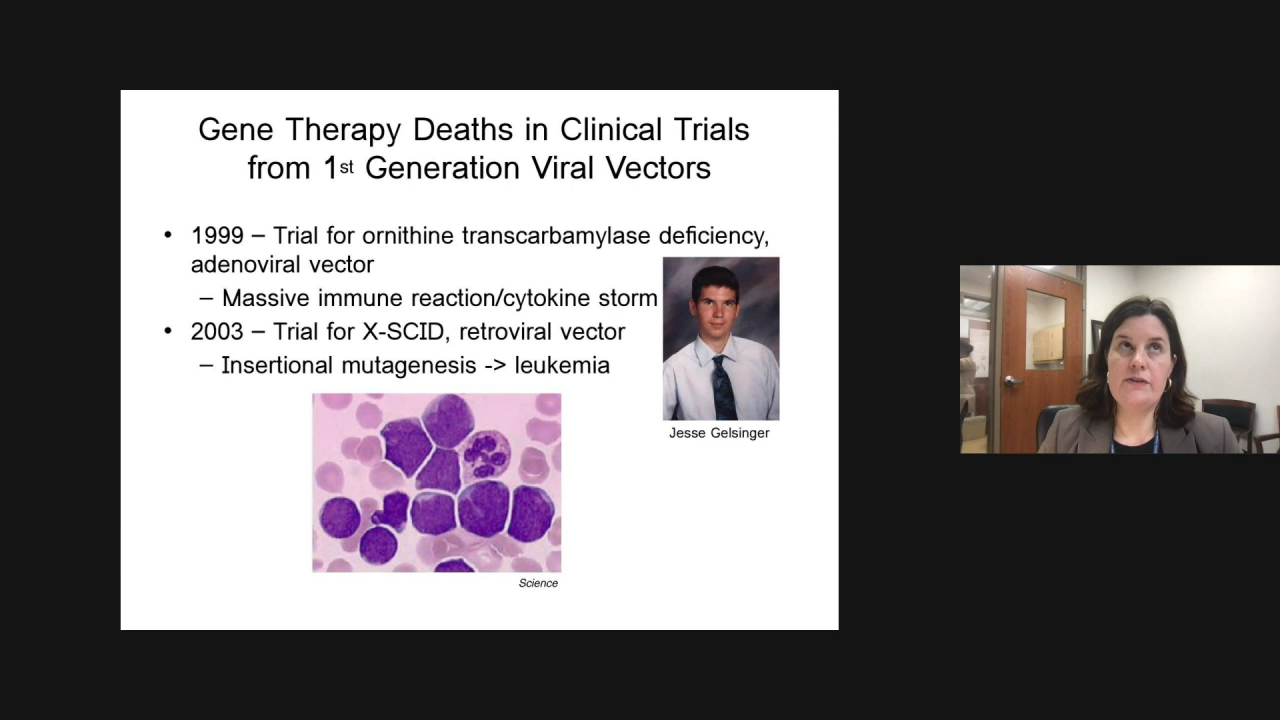 Gene Therapy Deaths in Clinical Trials
from 1st Generation Viral Vectors
• 1999 – Trial for ornithine transcarbamylase deficiency,
adenoviral vector
– Massive immune reaction/cytokine storm
• 2003 – Trial for X-SCID, retroviral vector
– Insertional mutagenesis -> leukemia
Jesse Gelsinger
Science